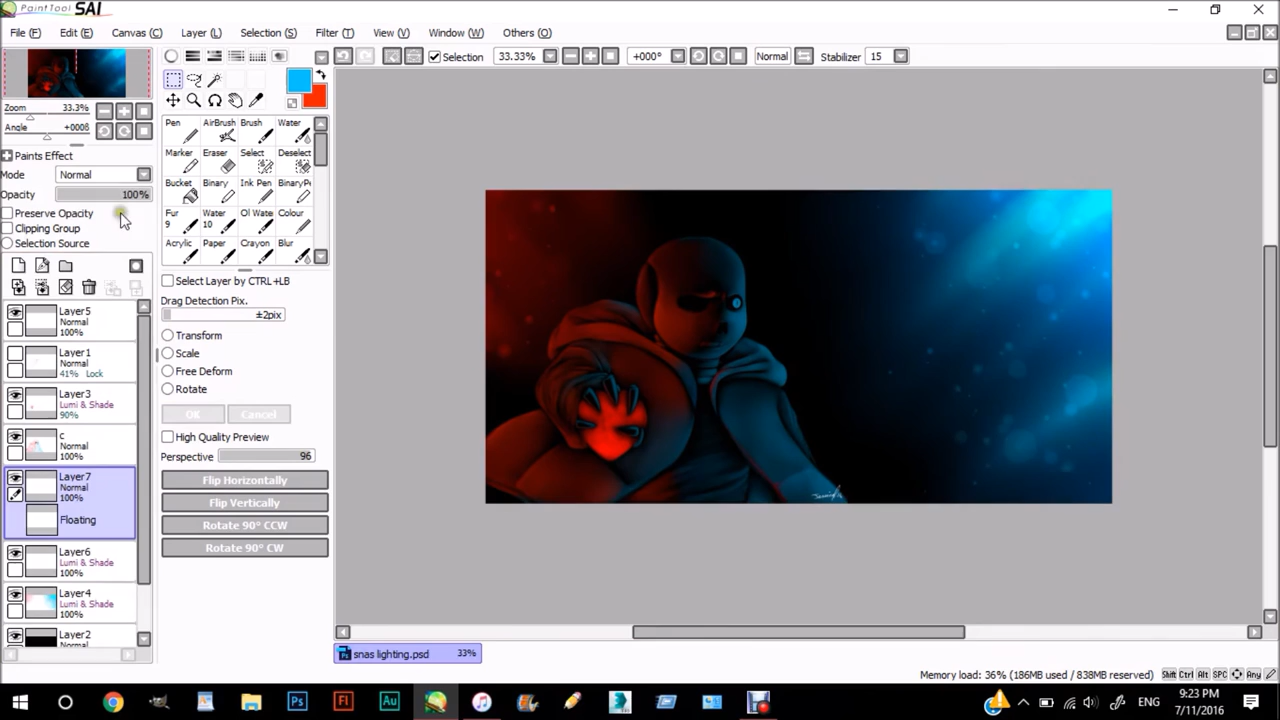 PaintTool SAI
File (F) Edit (E) Canvas (C) Layer (L) Selection (S) Filter (T) View (V) Window (W) Others (O)
Selection 33.33% +000° Normal Stabilizer 15
Zoom 33.3%
Angle +000θ
Paints Effect
Mode Normal
Opacity 100%
Preserve Opacity
Clipping Group
Selection Source
Layer5
Normal
100%
Layer1
Normal
41% Lock
Layer3
Lumi & Shade
90%
c
Normal
100%
Layer7
Normal
100%
Floating
Layer6
Lumi & Shade
100%
Layer4
Lumi & Shade
100%
Layer2
Normal
Pen AirBrush Brush Water
Marker Eraser Select Deselect
Bucket Binary Ink Pen BinaryPe
Fur Water Ol Wate Colour
9 10
Acrylic Paper Crayon Blur
Select Layer by CTRL+LB
Drag Detection Pix.
±2pix
Transform
Scale
Free Deform
Rotate
OK Cancel
High Quality Preview
Perspective 96
Flip Horizontally
Flip Vertically
Rotate 90° CCW
Rotate 90° CW
snas lighting.psd 33%
Memory load: 36% (186MB used / 838MB reserved) Shift Ctrl Alt SPC Any
Ps Fl Au
ENG
9:23 PM
7/11/2016